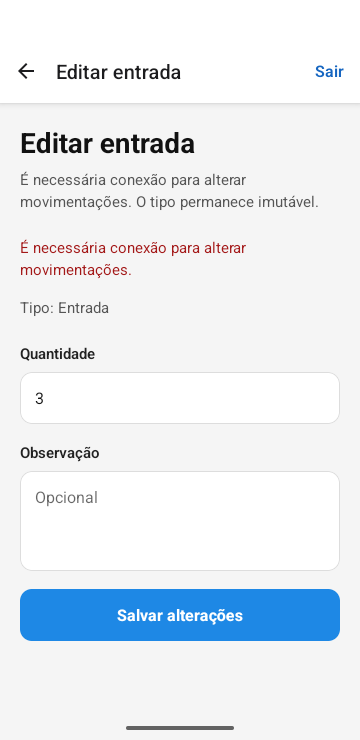 Editar entrada
Sair
Editar entrada
É necessária conexão para alterar
movimentações. O tipo permanece imutável.
É necessária conexão para alterar
movimentações.
Tipo: Entrada
Quantidade
3
Observação
Opcional
Salvar alterações